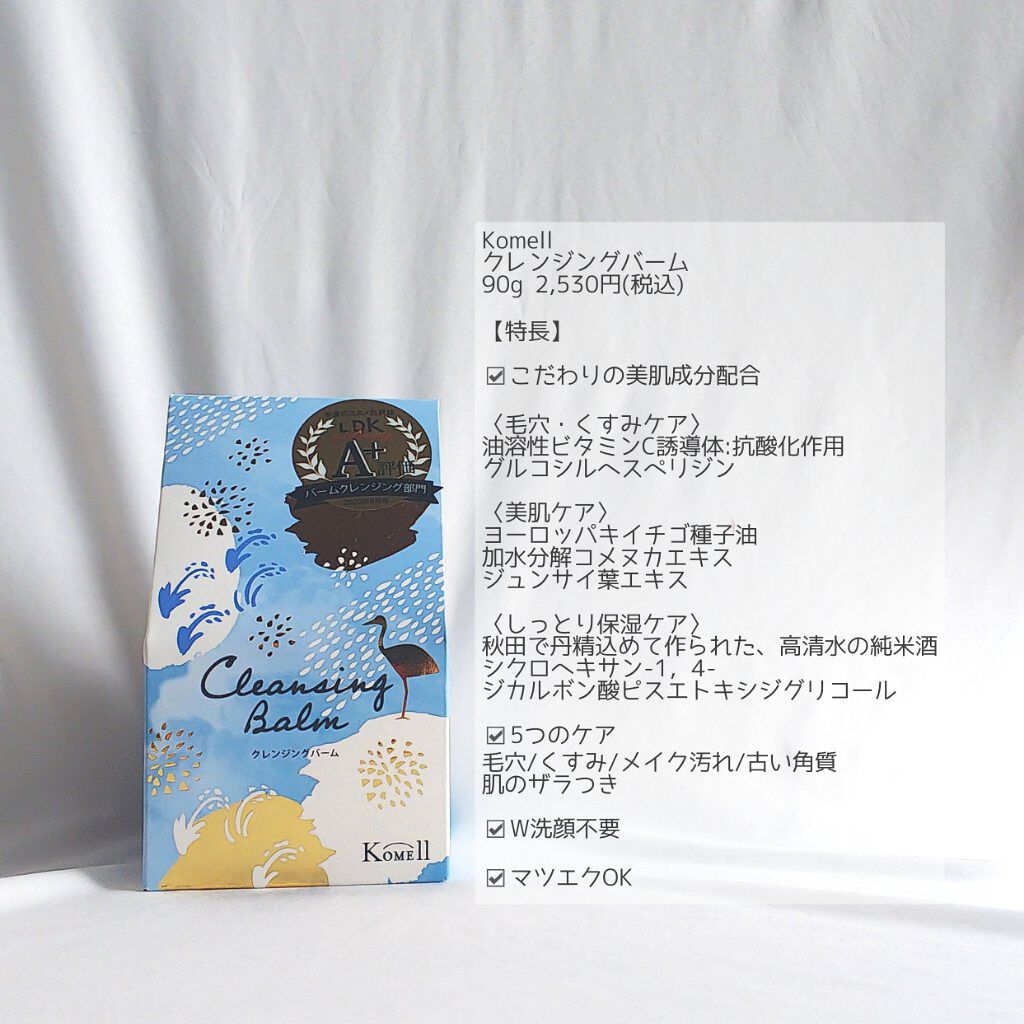 LDK
A+
評価
バームクレンジング部門
Cleansing
Balm
クレンジングバーム
KOMEll
Komell
クレンジングバーム
90g 2,530円(税込)
【特長】
☑こだわりの美肌成分配合
〈毛穴・くすみケア〉
油溶性ビタミンC誘導体:抗酸化作用
グルコシルヘスペリジン
〈美肌ケア〉
ヨーロッパキイチゴ種子油
加水分解コメヌカエキス
ジュンサイ葉エキス
〈しっとり保湿ケア〉
秋田で丹精込めて作られた、高清水の純米酒
シクロヘキサン-1, 4-
ジカルボン酸ビスエトキシジグリコール
☑5つのケア
毛穴/くすみ/メイク汚れ/古い角質
肌のザラつき
☑W洗顔不要
☑マツエクOK